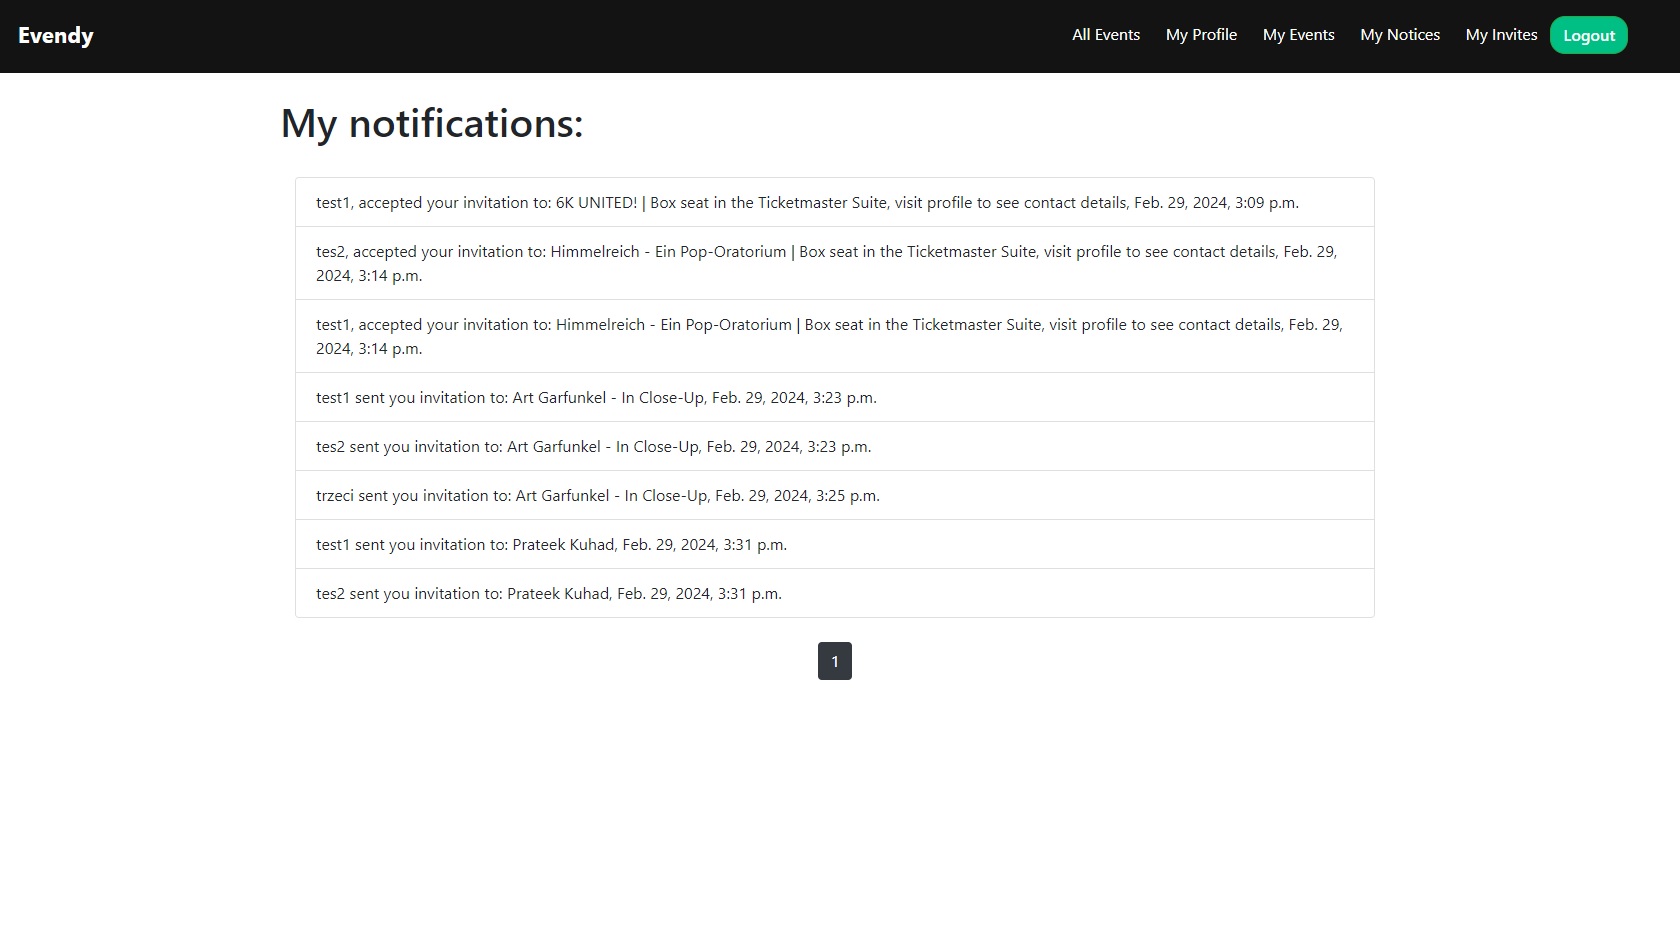 Evendy
All Events My Profile My Events My Notices My Invites Logout
My notifications:
test1, accepted your invitation to: 6K UNITED! | Box seat in the Ticketmaster Suite, visit profile to see contact details, Feb. 29, 2024, 3:09 p.m.
tes2, accepted your invitation to: Himmelreich - Ein Pop-Oratorium | Box seat in the Ticketmaster Suite, visit profile to see contact details, Feb. 29,
2024, 3:14 p.m.
test1, accepted your invitation to: Himmelreich - Ein Pop-Oratorium | Box seat in the Ticketmaster Suite, visit profile to see contact details, Feb. 29,
2024, 3:14 p.m.
test1 sent you invitation to: Art Garfunkel - In Close-Up, Feb. 29, 2024, 3:23 p.m.
tes2 sent you invitation to: Art Garfunkel - In Close-Up, Feb. 29, 2024, 3:23 p.m.
trzeci sent you invitation to: Art Garfunkel - In Close-Up, Feb. 29, 2024, 3:25 p.m.
test1 sent you invitation to: Prateek Kuhad, Feb. 29, 2024, 3:31 p.m.
tes2 sent you invitation to: Prateek Kuhad, Feb. 29, 2024, 3:31 p.m.
1